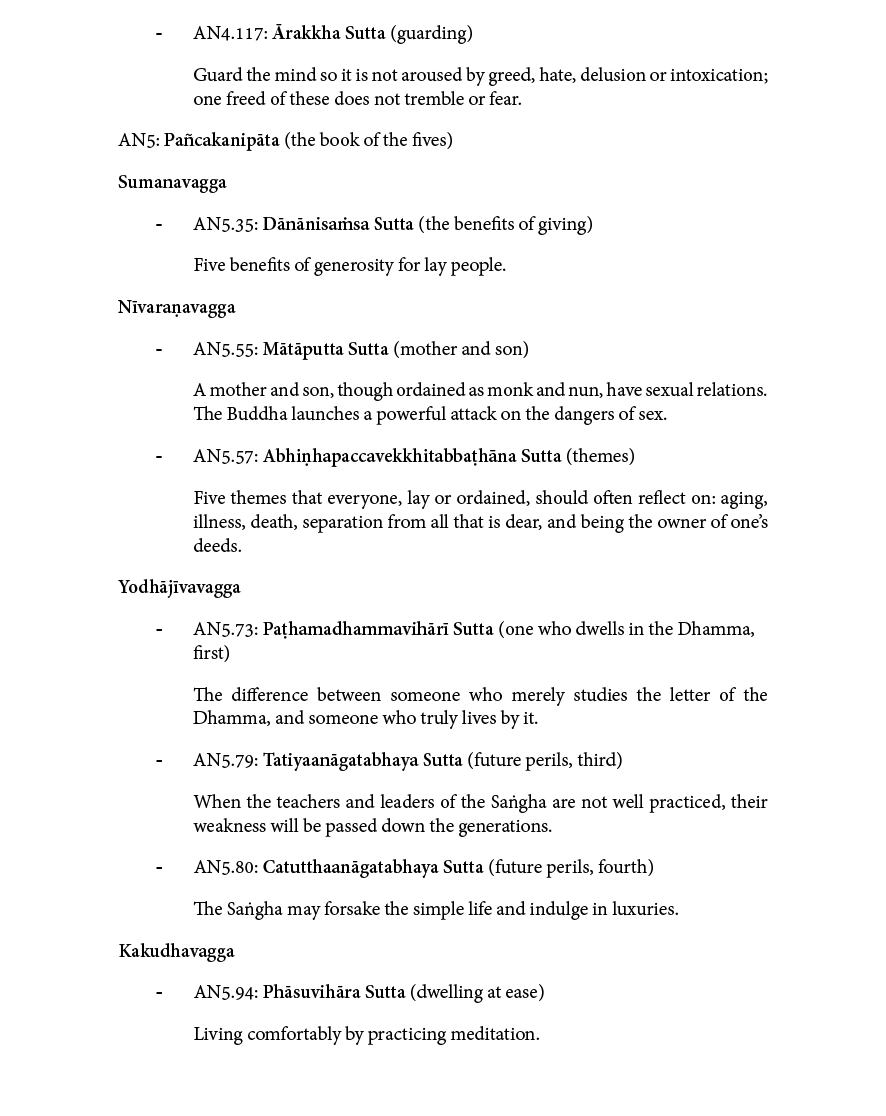 - AN4.117: Ārakkha Sutta (guarding)
Guard the mind so it is not aroused by greed, hate, delusion or intoxication;
one freed of these does not tremble or fear.
AN5: Pañcakanipāta (the book of the fives)
Sumanavagga
- AN5.35: Dānānisaṁsa Sutta (the benefits of giving)
Five benefits of generosity for lay people.
Nīvaraṇavagga
- AN5.55: Mātāputta Sutta (mother and son)
A mother and son, though ordained as monk and nun, have sexual relations.
The Buddha launches a powerful attack on the dangers of sex.
- AN5.57: Abhiṇhapaccavekkhitabbaṭhāna Sutta (themes)
Five themes that everyone, lay or ordained, should often reflect on: aging,
illness, death, separation from all that is dear, and being the owner of one’s
deeds.
Yodhājīvavagga
- AN5.73: Paṭhamadhammavihārī Sutta (one who dwells in the Dhamma,
first)
The difference between someone who merely studies the letter of the
Dhamma, and someone who truly lives by it.
- AN5.79: Tatiyaanāgatabhaya Sutta (future perils, third)
When the teachers and leaders of the Saṅgha are not well practiced, their
weakness will be passed down the generations.
- AN5.80: Catutthaanāgatabhaya Sutta (future perils, fourth)
The Saṅgha may forsake the simple life and indulge in luxuries.
Kakudhavagga
- AN5.94: Phāsuvihāra Sutta (dwelling at ease)
Living comfortably by practicing meditation.